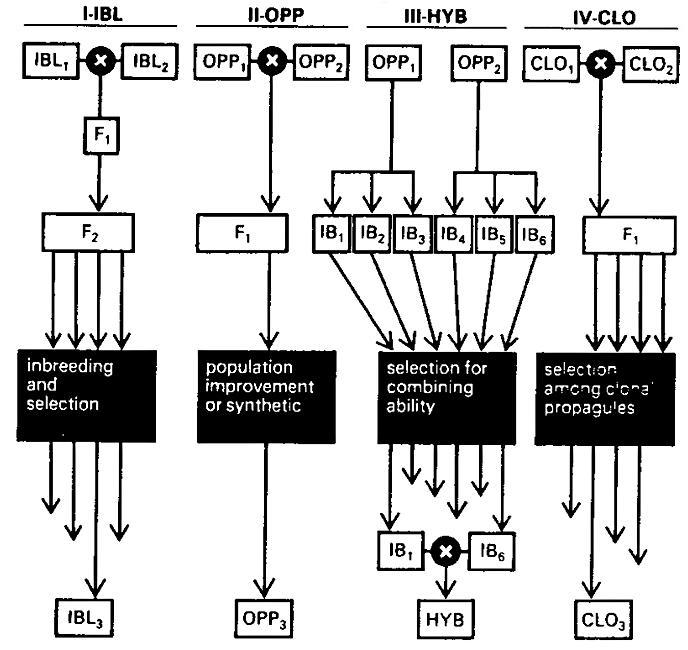 I-IBL
II-OPP
III-HYB
IV-CLO
IBL₁ × IBL₂
OPP₁ × OPP₂
OPP₁
OPP₂
CLO₁ × CLO₂
F₁
F₂
F₁
IB₁
IB₂
IB₃
IB₄
IB₅
IB₆
F₁
inbreeding
and
selection
population
improvement
or synthetic
selection for
combining
ability
selection
among clonal
propagules
IB₁ × IB₆
IBL₃
OPP₃
HYB
CLO₃